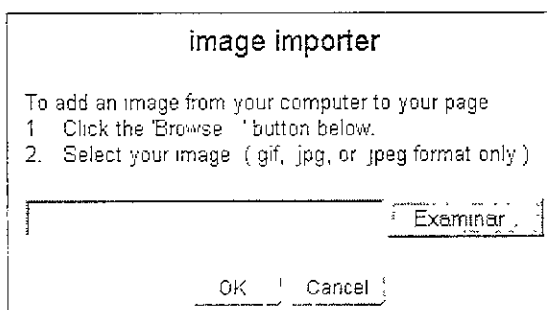 image importer
To add an image from your computer to your page
1 Click the 'Browse ' button below.
2. Select your image ( gif, jpg, or jpeg format only )
Examinar
OK Cancel